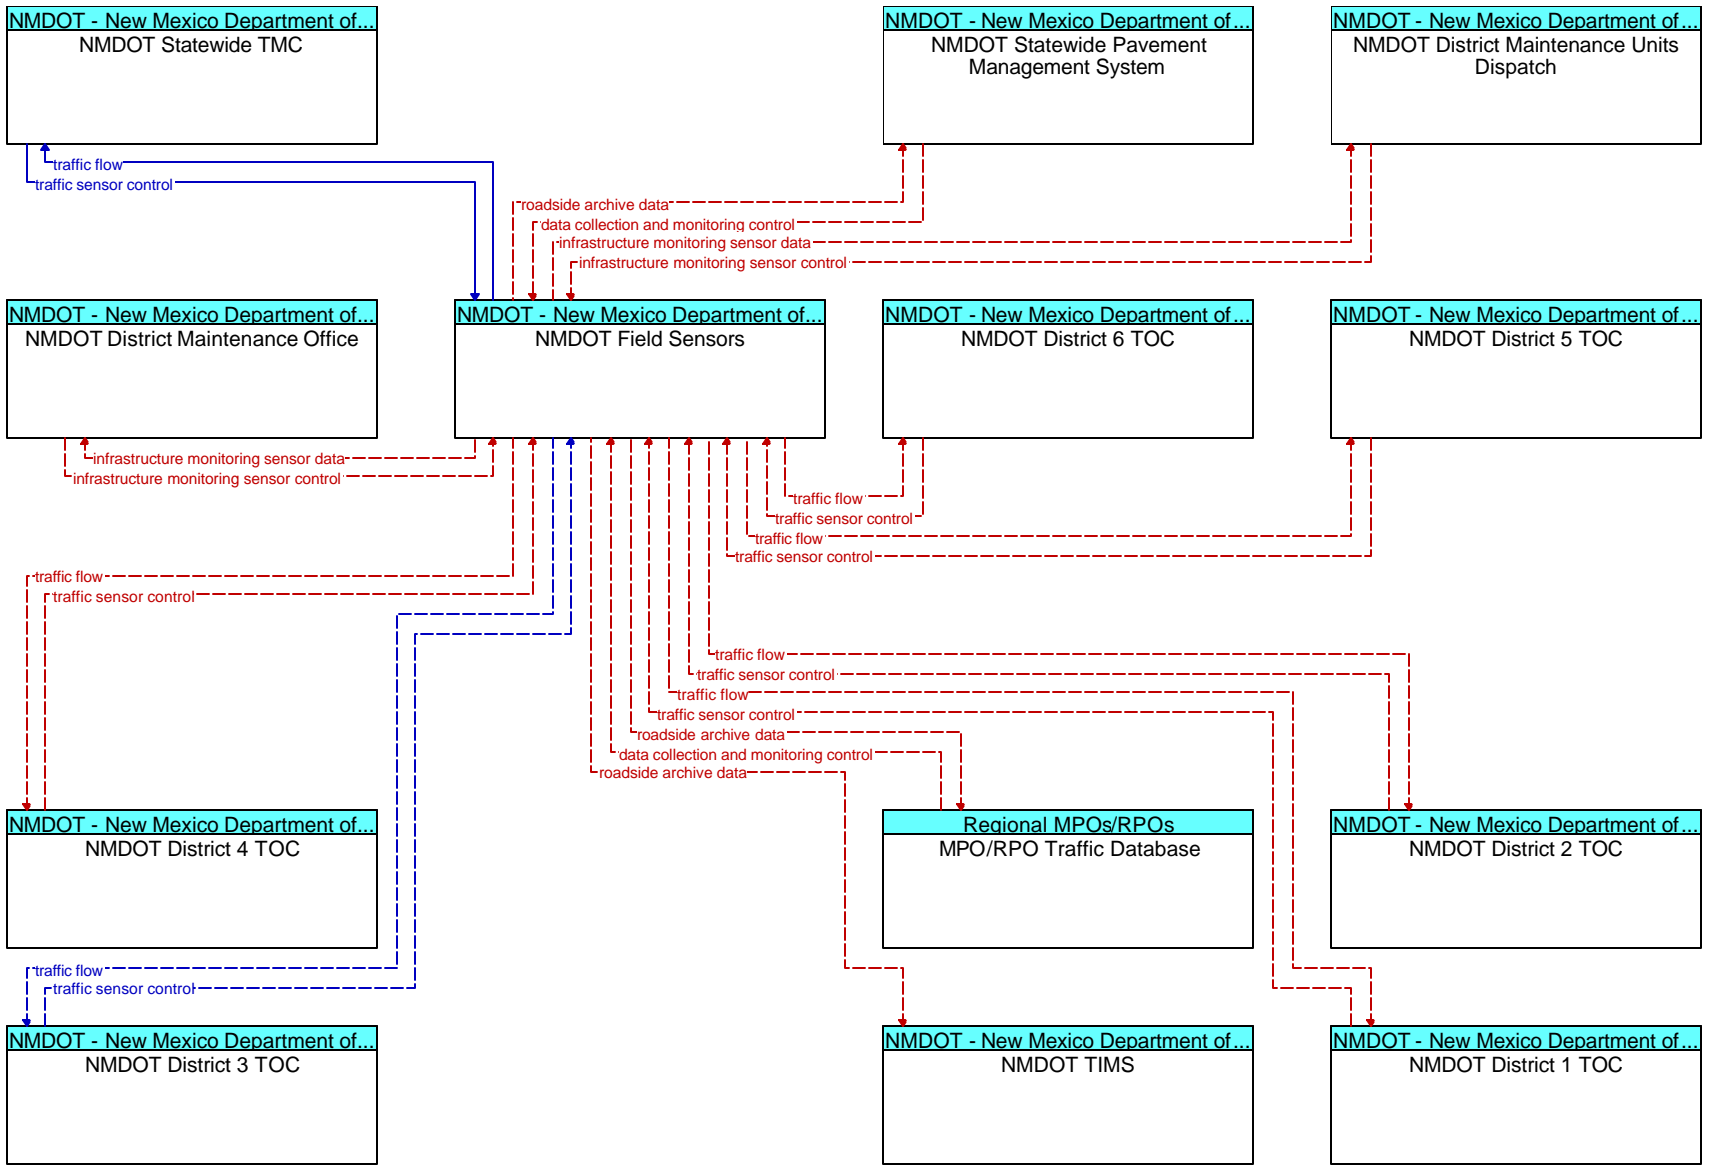 NMDOT - New Mexico Department of...
NMDOT Statewide TMC
NMDOT - New Mexico Department of...
NMDOT Statewide Pavement
Management System
NMDOT - New Mexico Department of...
NMDOT District Maintenance Units
Dispatch
traffic flow
traffic sensor control
roadside archive data
data collection and monitoring control
infrastructure monitoring sensor data
infrastructure monitoring sensor control
NMDOT - New Mexico Department of...
NMDOT District Maintenance Office
NMDOT - New Mexico Department of...
NMDOT Field Sensors
NMDOT - New Mexico Department of...
NMDOT District 6 TOC
NMDOT - New Mexico Department of...
NMDOT District 5 TOC
infrastructure monitoring sensor data
infrastructure monitoring sensor control
traffic flow
traffic sensor control
traffic flow
traffic sensor control
traffic flow
traffic sensor control
traffic flow
traffic sensor control
traffic flow
traffic sensor control
roadside archive data
data collection and monitoring control
roadside archive data
NMDOT - New Mexico Department of...
NMDOT District 4 TOC
Regional MPOs/RPOs
MPO/RPO Traffic Database
NMDOT - New Mexico Department of...
NMDOT District 2 TOC
traffic flow
traffic sensor control
NMDOT - New Mexico Department of...
NMDOT District 3 TOC
NMDOT - New Mexico Department of...
NMDOT TIMS
NMDOT - New Mexico Department of...
NMDOT District 1 TOC